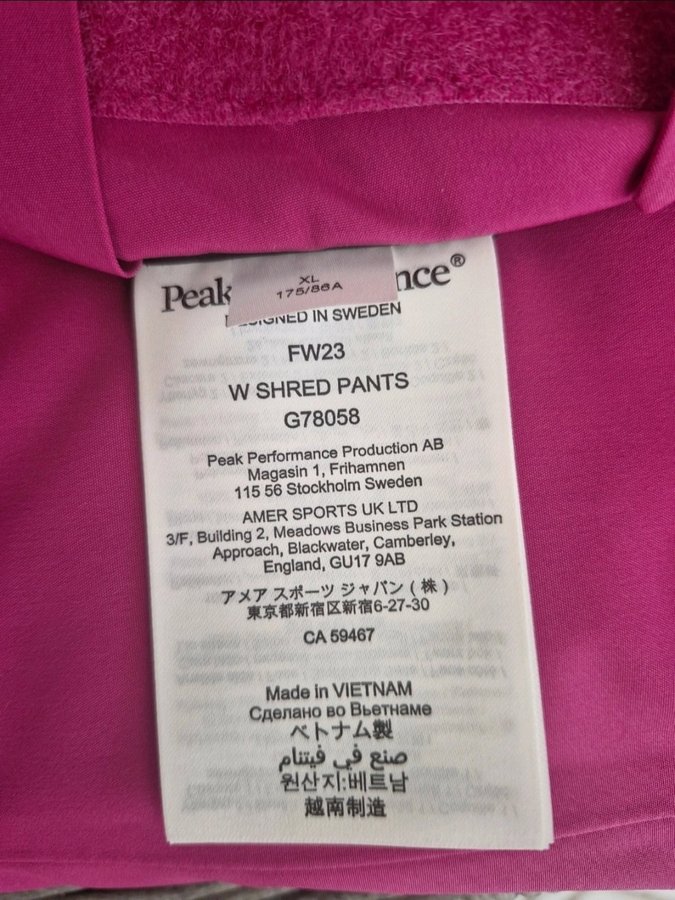 Peak nce®
XL
175/86A
DESIGNED IN SWEDEN
FW23
W SHRED PANTS
G78058
Peak Performance Production AB
Magasin 1, Frihamnen
115 56 Stockholm Sweden
AMER SPORTS UK LTD
3/F, Building 2, Meadows Business Park Station
Approach, Blackwater, Camberley,
England, GU17 9AB
アメア スポーツ ジャパン ( 株 )
東京都新宿区新宿6-27-30
CA 59467
Made in VIETNAM
Сделано во Вьетнаме
ベトナム製
صنع في فيتنام
원산지:베트남
越南制造